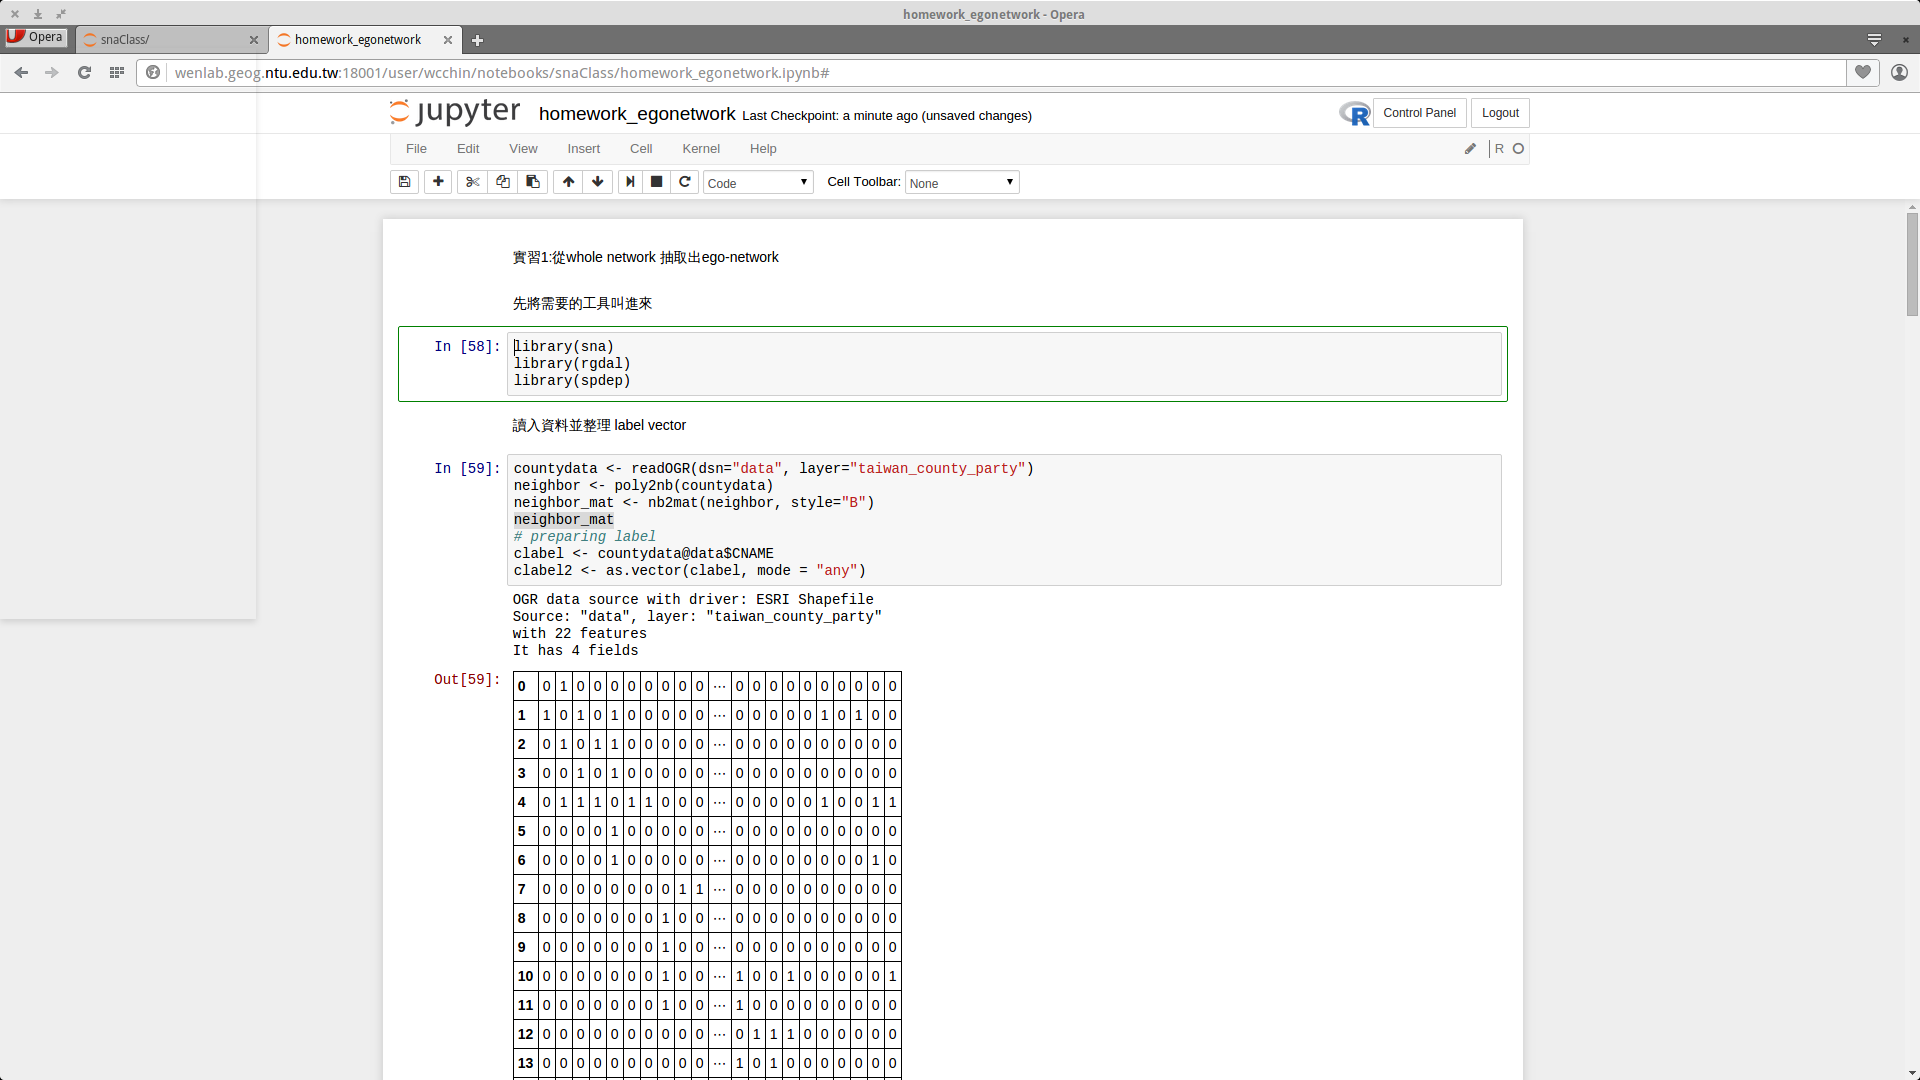 homework_egonetwork - Opera
Opera
snaClass/
homework_egonetwork
wenlab.geog.ntu.edu.tw:18001/user/wcchin/notebooks/snaClass/homework_egonetwork.ipynb#
jupyter homework_egonetwork Last Checkpoint: a minute ago (unsaved changes) R Control Panel Logout
File Edit View Insert Cell Kernel Help R
Code Cell Toolbar: None
實習1:從whole network 抽取出ego-network
先將需要的工具叫進來
In [58]: library(sna)
library(rgdal)
library(spdep)
讀入資料並整理 label vector
In [59]: countydata <- readOGR(dsn="data", layer="taiwan_county_party")
neighbor <- poly2nb(countydata)
neighbor_mat <- nb2mat(neighbor, style="B")
neighbor_mat
# preparing label
clabel <- countydata@data$CNAME
clabel2 <- as.vector(clabel, mode = "any")
OGR data source with driver: ESRI Shapefile
Source: "data", layer: "taiwan_county_party"
with 22 features
It has 4 fields
Out[59]:
0 0 1 0 0 0 0 0 0 0 0 ⋯ 0 0 0 0 0 0 0 0 0 0
1 1 0 1 0 1 0 0 0 0 0 ⋯ 0 0 0 0 0 1 0 1 0 0
2 0 1 0 1 1 0 0 0 0 0 ⋯ 0 0 0 0 0 0 0 0 0 0
3 0 0 1 0 1 0 0 0 0 0 ⋯ 0 0 0 0 0 0 0 0 0 0
4 0 1 1 1 0 1 1 0 0 0 ⋯ 0 0 0 0 0 1 0 0 1 1
5 0 0 0 0 1 0 0 0 0 0 ⋯ 0 0 0 0 0 0 0 0 0 0
6 0 0 0 0 1 0 0 0 0 0 ⋯ 0 0 0 0 0 0 0 0 1 0
7 0 0 0 0 0 0 0 0 1 1 ⋯ 0 0 0 0 0 0 0 0 0 0
8 0 0 0 0 0 0 0 1 0 0 ⋯ 0 0 0 0 0 0 0 0 0 0
9 0 0 0 0 0 0 0 1 0 0 ⋯ 0 0 0 0 0 0 0 0 0 0
10 0 0 0 0 0 0 0 1 0 0 ⋯ 1 0 0 1 0 0 0 0 0 1
11 0 0 0 0 0 0 0 1 0 0 ⋯ 1 0 0 0 0 0 0 0 0 0
12 0 0 0 0 0 0 0 0 0 0 ⋯ 0 1 1 1 0 0 0 0 0 0
13 0 0 0 0 0 0 0 0 0 0 ⋯ 1 0 1 0 0 0 0 0 0 0